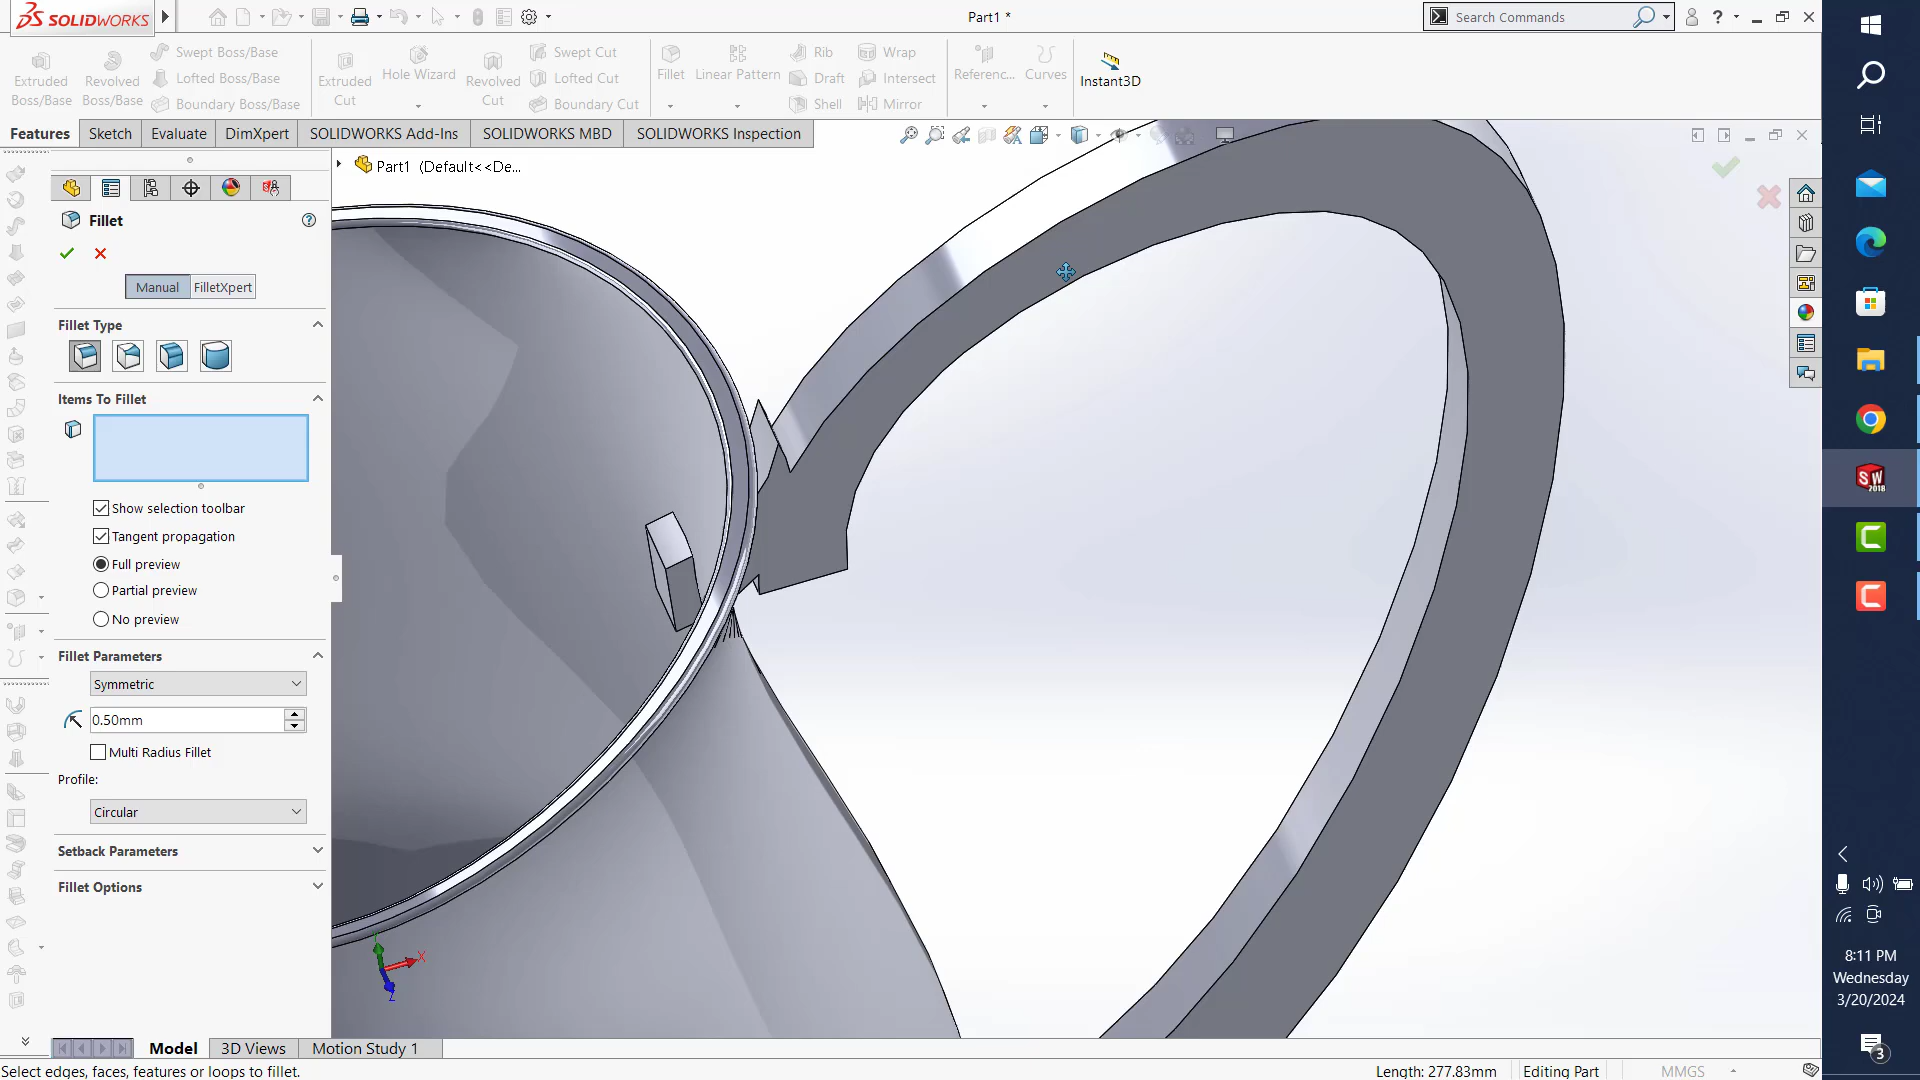 SOLIDWORKS
Part1 *
Search Commands
?
Extruded Boss/Base
Revolved Boss/Base
Swept Boss/Base
Lofted Boss/Base
Boundary Boss/Base
Extruded Cut
Hole Wizard
Revolved Cut
Swept Cut
Lofted Cut
Boundary Cut
Fillet
Linear Pattern
Rib
Draft
Shell
Wrap
Intersect
Mirror
Referenc...
Curves
Instant3D
Features
Sketch
Evaluate
DimXpert
SOLIDWORKS Add-Ins
SOLIDWORKS MBD
SOLIDWORKS Inspection
Part1 (Default<<De...
Fillet
Manual
FilletXpert
Fillet Type
Items To Fillet
Show selection toolbar
Tangent propagation
Full preview
Partial preview
No preview
Fillet Parameters
Symmetric
0.50mm
Multi Radius Fillet
Profile:
Circular
Setback Parameters
Fillet Options
X
Z
SW
2018
8:11 PM
Wednesday
3/20/2024
3
Model
3D Views
Motion Study 1
Select edges, faces, features or loops to fillet.
Length: 277.83mm
Editing Part
MMGS